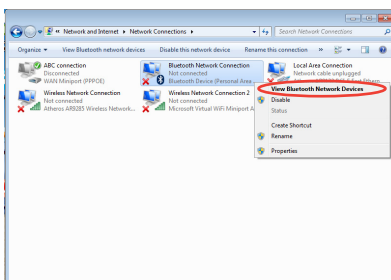 Network and Internet ▸ Network Connections ▸
Search Network Connections
Organize ▾ View Bluetooth network devices Disable this network device Rename this connection »
ABC connection
Disconnected
WAN Miniport (PPPOE)
Bluetooth Network Connection
Not connected
Bluetooth Device (Personal Area ...
Local Area Connection
Network cable unplugged
Wireless Network Connection
Not connected
Atheros AR9285 Wireless Network...
Wireless Network Connection 2
Not connected
Microsoft Virtual WiFi Miniport A...
View Bluetooth Network Devices
Disable
Status
Create Shortcut
Rename
Properties